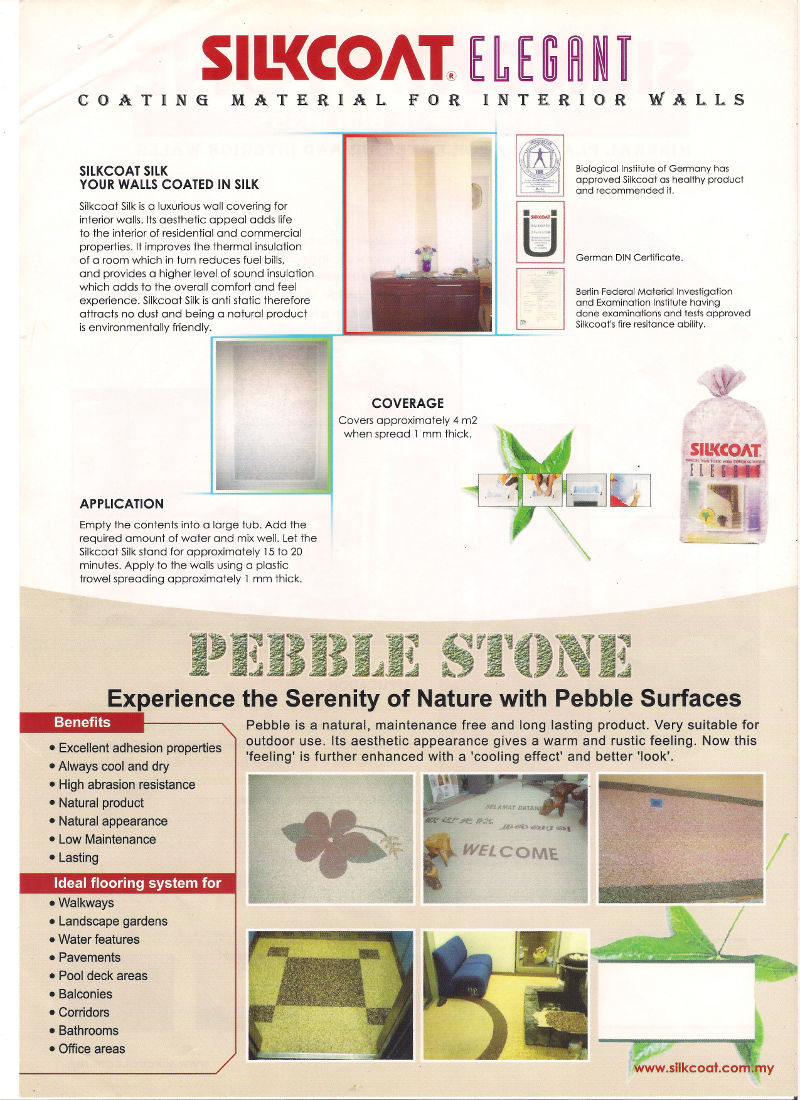 SILKCOAT® ELEGANT
COATING MATERIAL FOR INTERIOR WALLS
SILKCOAT SILK
YOUR WALLS COATED IN SILK
Silkcoat Silk is a luxurious wall covering for
interior walls. Its aesthetic appeal adds life
to the interior of residential and commercial
properties. It improves the thermal insulation
of a room which in turn reduces fuel bills,
and provides a higher level of sound insulation
which adds to the overall comfort and feel
experience. Silkcoat Silk is anti static therefore
attracts no dust and being a natural product
is environmentally friendly.
Biological Institute of Germany has
approved Silkcoat as healthy product
and recommended it.
SILKCOAT
Ü
German DIN Certificate.
Berlin Federal Material Investigation
and Examination Institute having
done examinations and tests approved
Silkcoat's fire resitance ability.
COVERAGE
Covers approximately 4 m2
when spread 1 mm thick.
SILKCOAT
ELEGANT
APPLICATION
Empty the contents into a large tub. Add the
required amount of water and mix well. Let the
Silkcoat Silk stand for approximately 15 to 20
minutes. Apply to the walls using a plastic
trowel spreading approximately 1 mm thick.
PEBBLE STONE
Experience the Serenity of Nature with Pebble Surfaces
Benefits
• Excellent adhesion properties
• Always cool and dry
• High abrasion resistance
• Natural product
• Natural appearance
• Low Maintenance
• Lasting
Ideal flooring system for
• Walkways
• Landscape gardens
• Water features
• Pavements
• Pool deck areas
• Balconies
• Corridors
• Bathrooms
• Office areas
Pebble is a natural, maintenance free and long lasting product. Very suitable for
outdoor use. Its aesthetic appearance gives a warm and rustic feeling. Now this
'feeling' is further enhanced with a 'cooling effect' and better 'look'.
SELAMAT DATANG
WELCOME
www.silkcoat.com.my